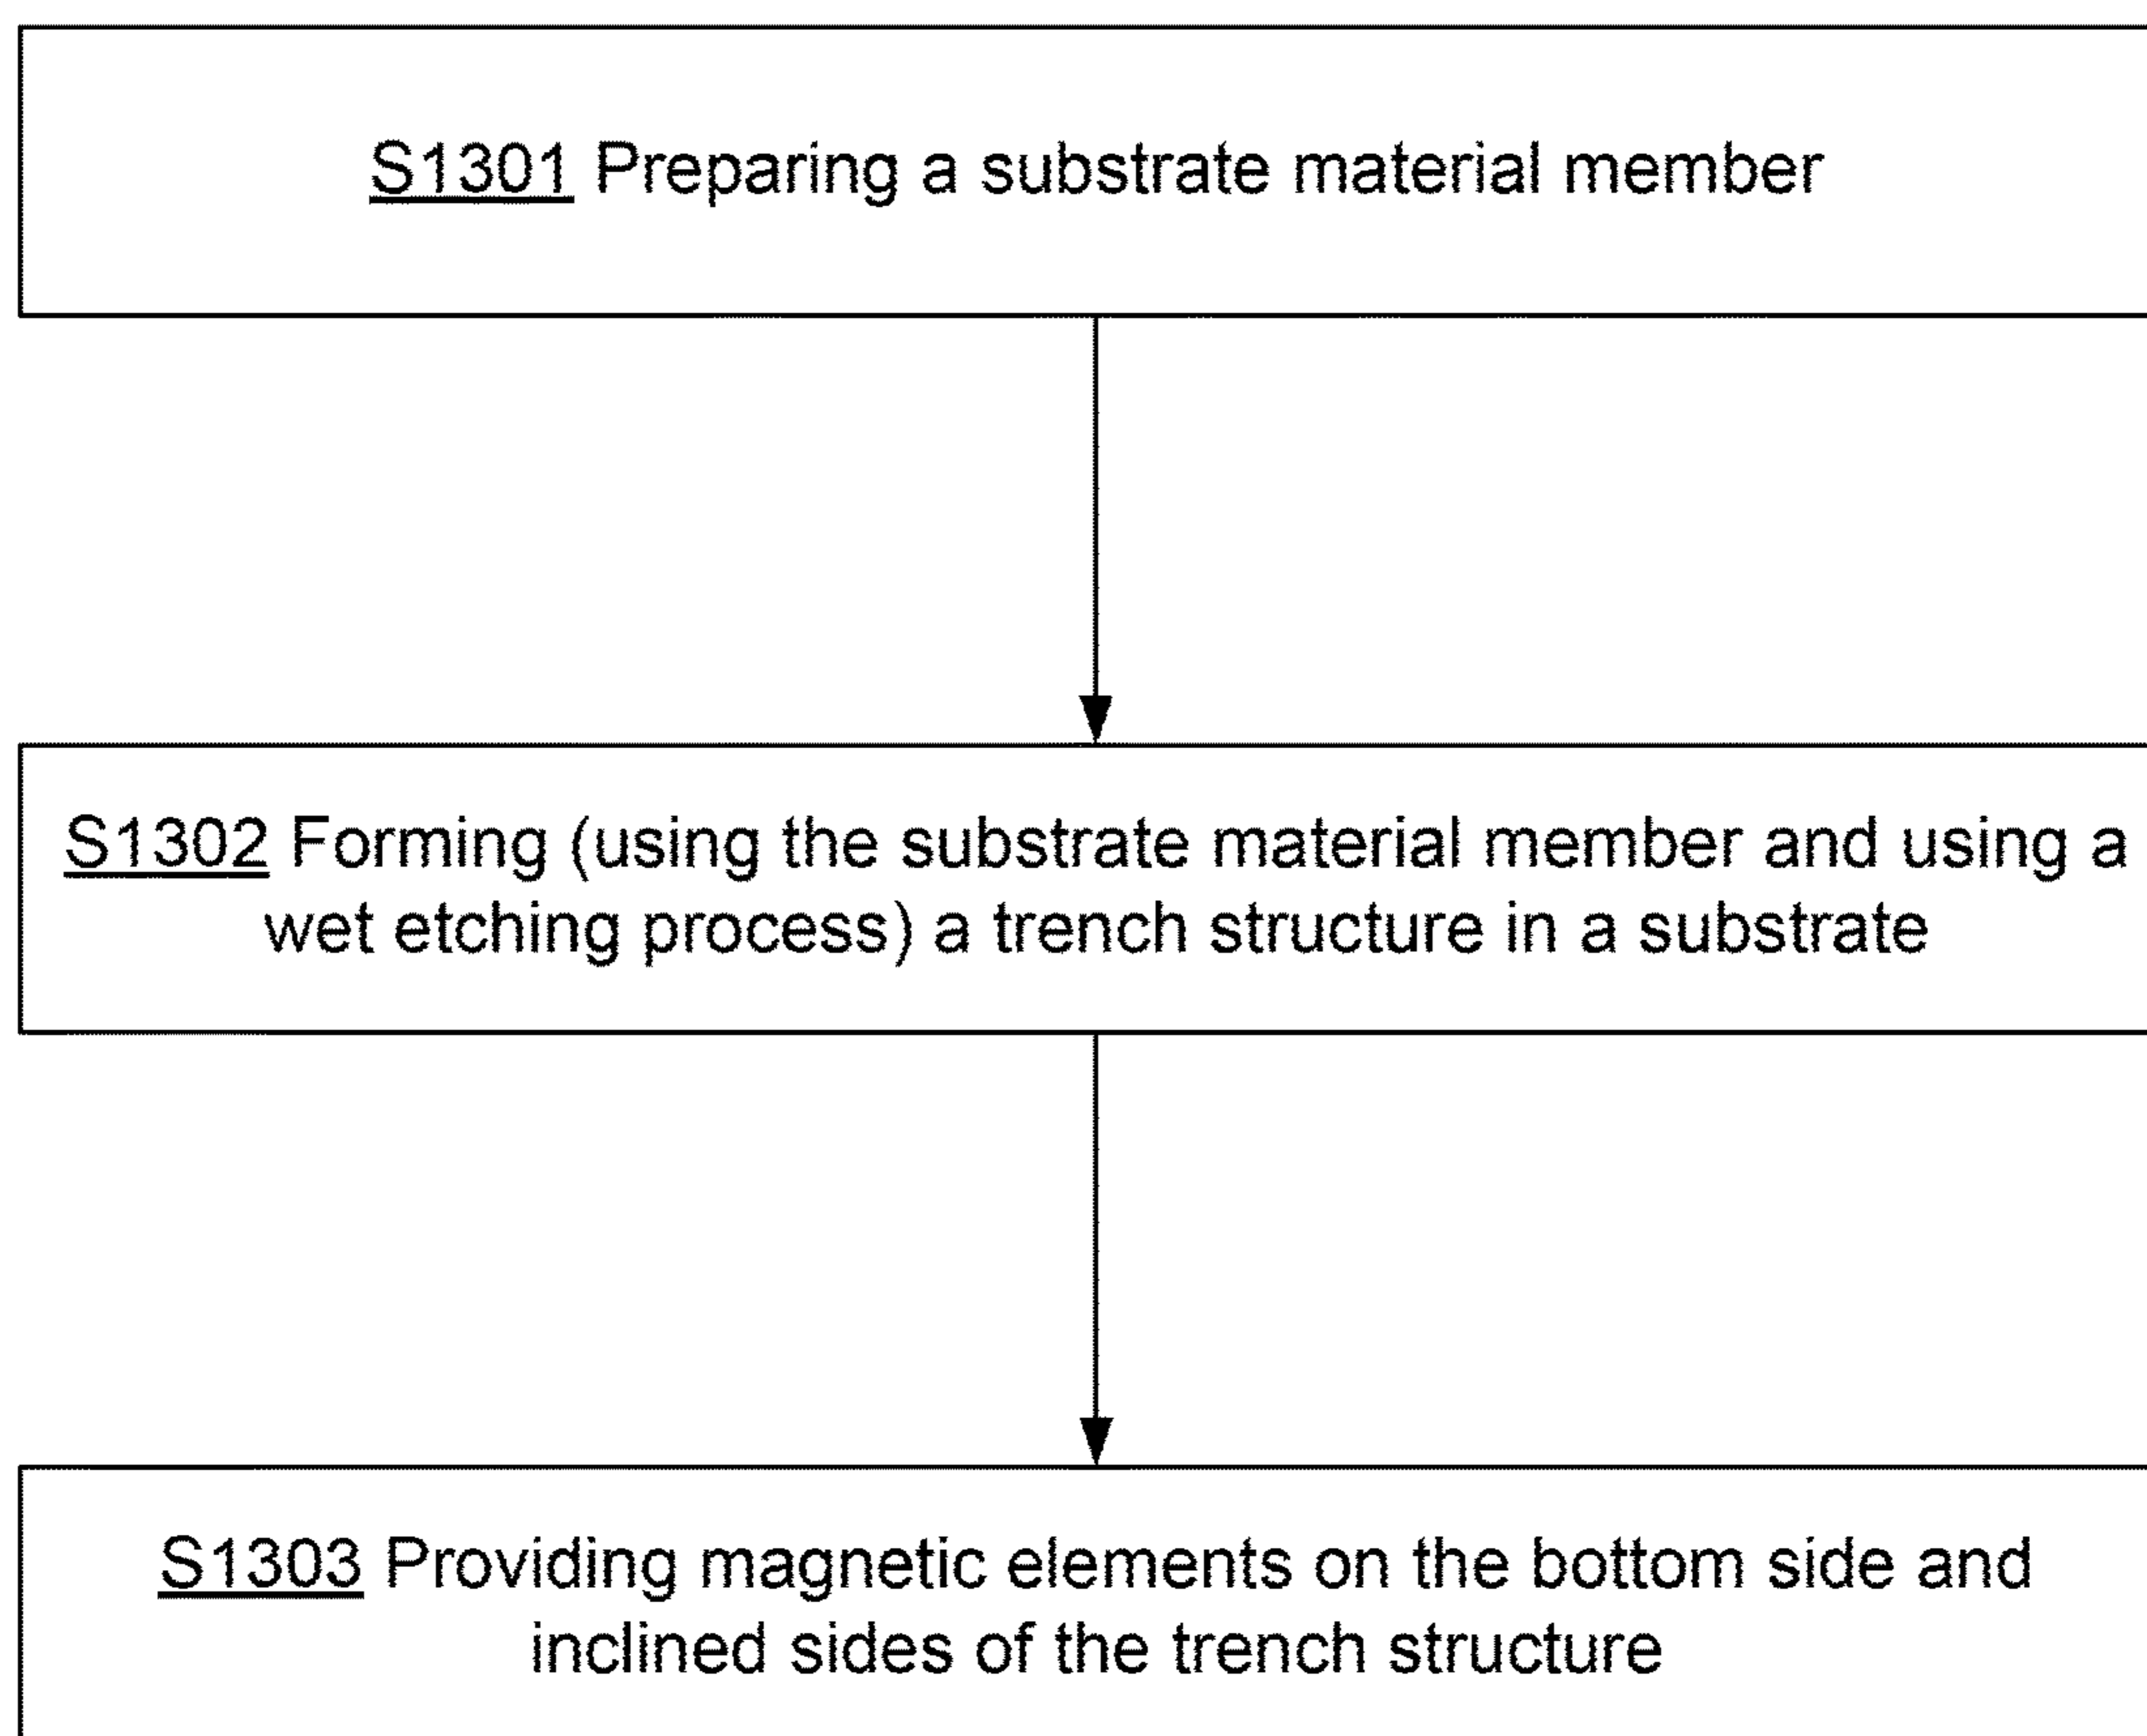 S1301 Preparing a substrate material member
S1302 Forming (using the substrate material member and using a
wet etching process) a trench structure in a substrate
S1303 Providing magnetic elements on the bottom side and
inclined sides of the trench structure